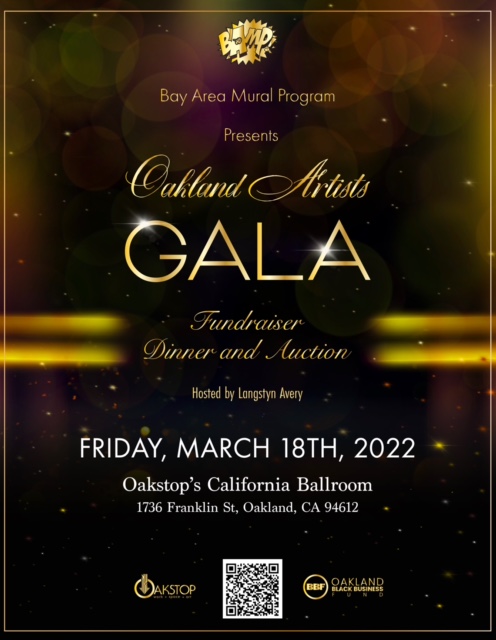 BAMP
Bay Area Mural Program
Presents
Oakland Artists
GALA
Fundraiser
Dinner and Auction
Hosted by Langstyn Avery
FRIDAY, MARCH 18TH, 2022
Oakstop's California Ballroom
1736 Franklin St, Oakland, CA 94612
OAKSTOP
BBF
OAKLAND
BLACK BUSINESS
FUND